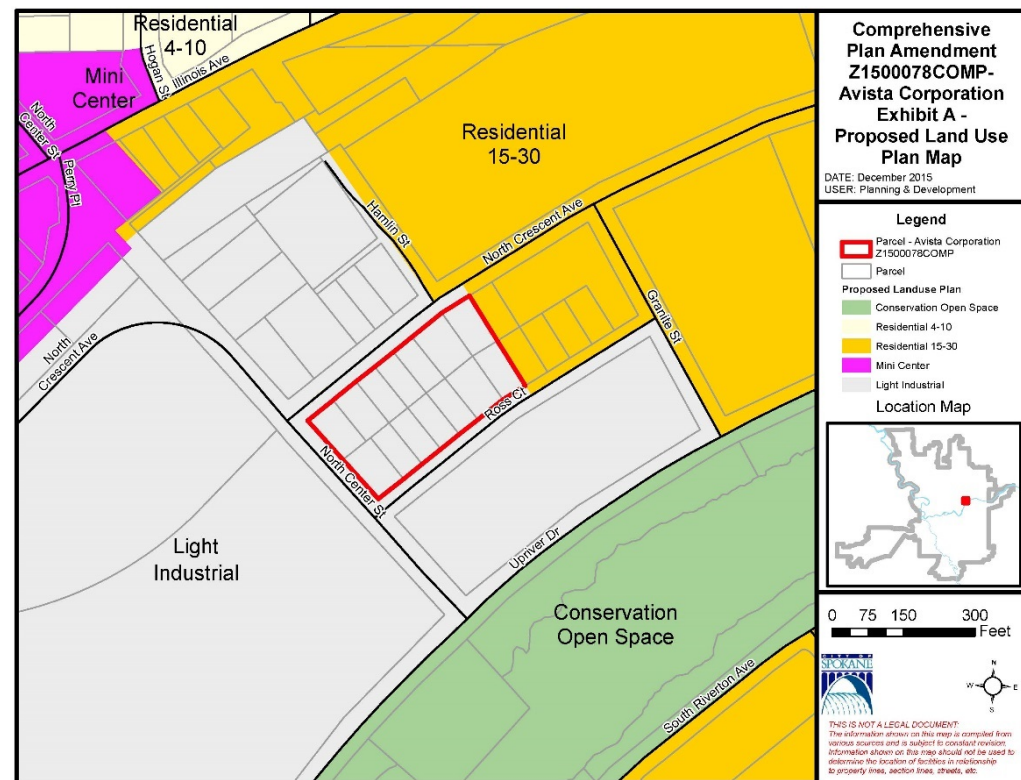 Residential
4-10
Hogan St
Illinois Ave
Mini
Center
North
Center St
Perry Pl
Residential
15-30
Hamlin St
North Crescent Ave
Granite St
North
Crescent Ave
Ross Ct
North Center St
Upriver Dr
Light
Industrial
Conservation
Open Space
South Riverton Ave
Comprehensive
Plan Amendment
Z1500078COMP-
Avista Corporation
Exhibit A -
Proposed Land Use
Plan Map
DATE: December 2015
USER: Planning & Development
Legend
Parcel - Avista Corporation
Z1500078COMP
Parcel
Proposed Landuse Plan
Conservation Open Space
Residential 4-10
Residential 15-30
Mini Center
Light Industrial
Location Map
0 75 150 300
Feet
CITY OF
SPOKANE
N
W E
S
THIS IS NOT A LEGAL DOCUMENT:
The information shown on this map is compiled from
various sources and is subject to constant revision.
Information shown on this map should not be used to
determine the location of facilities in relationship
to property lines, section lines, streets, etc.